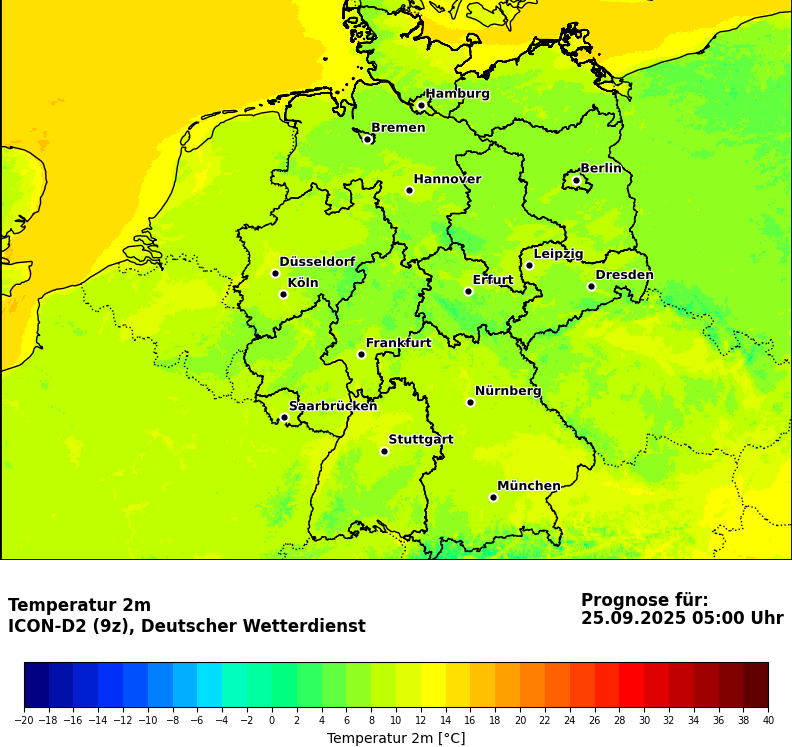 Hamburg
Bremen
Berlin
Hannover
Leipzig
Düsseldorf
Dresden
Köln
Erfurt
Frankfurt
Nürnberg
Saarbrücken
Stuttgart
München
Temperatur 2m
ICON-D2 (9z), Deutscher Wetterdienst
Prognose für:
25.09.2025 05:00 Uhr
−20 −18 −16 −14 −12 −10 −8 −6 −4 −2 0 2 4 6 8 10 12 14 16 18 20 22 24 26 28 30 32 34 36 38 40
Temperatur 2m [°C]